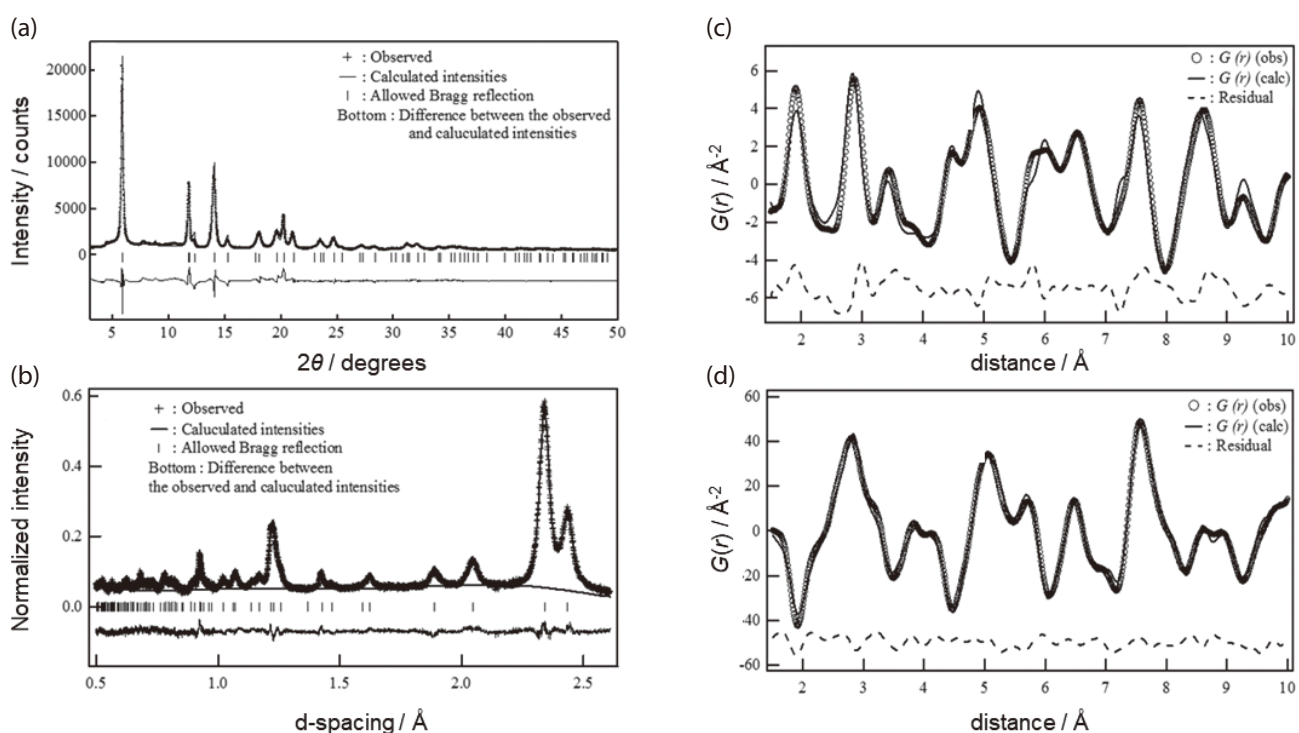 (a)
+ : Observed
— : Caluculated intensities
| : Allowed Bragg reflection
Bottom : Difference between the observed
and caluculated intensities
Intensity / counts
20000
15000
10000
5000
0
5 10 15 20 25 30 35 40 45 50
2θ / degrees
(b)
+ : Observed
— : Caluculated intensities
| : Allowed Bragg reflection
Bottom : Difference between
the observed and caluculated intensities
Normalized intensity
0.6
0.4
0.2
0.0
0.5 1.0 1.5 2.0 2.5
d-spacing / Å
(c)
○ : G (r) (obs)
— : G (r) (calc)
- - : Residual
G(r) / Å-2
6
4
2
0
-2
-4
-6
2 3 4 5 6 7 8 9 10
distance / Å
(d)
○ : G (r) (obs)
— : G (r) (calc)
- - : Residual
G(r) / Å-2
60
40
20
0
-20
-40
-60
2 3 4 5 6 7 8 9 10
distance / Å